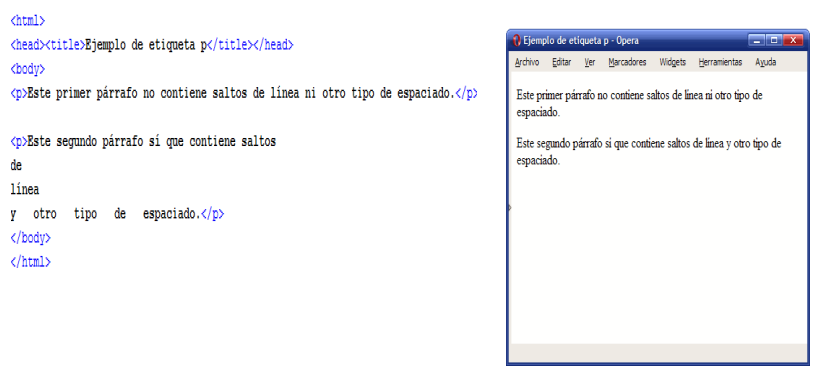 <html>
<head><title>Ejemplo de etiqueta p</title></head>
<body>
<p>Este primer párrafo no contiene saltos de línea ni otro tipo de espaciado.</p>
<p>Este segundo párrafo sí que contiene saltos
de
línea
y otro tipo de espaciado.</p>
</body>
</html>
Ejemplo de etiqueta p - Opera
Archivo Editar Ver Marcadores Widgets Herramientas Ayuda
Este primer párrafo no contiene saltos de línea ni otro tipo de
espaciado.
Este segundo párrafo sí que contiene saltos de línea y otro tipo de
espaciado.